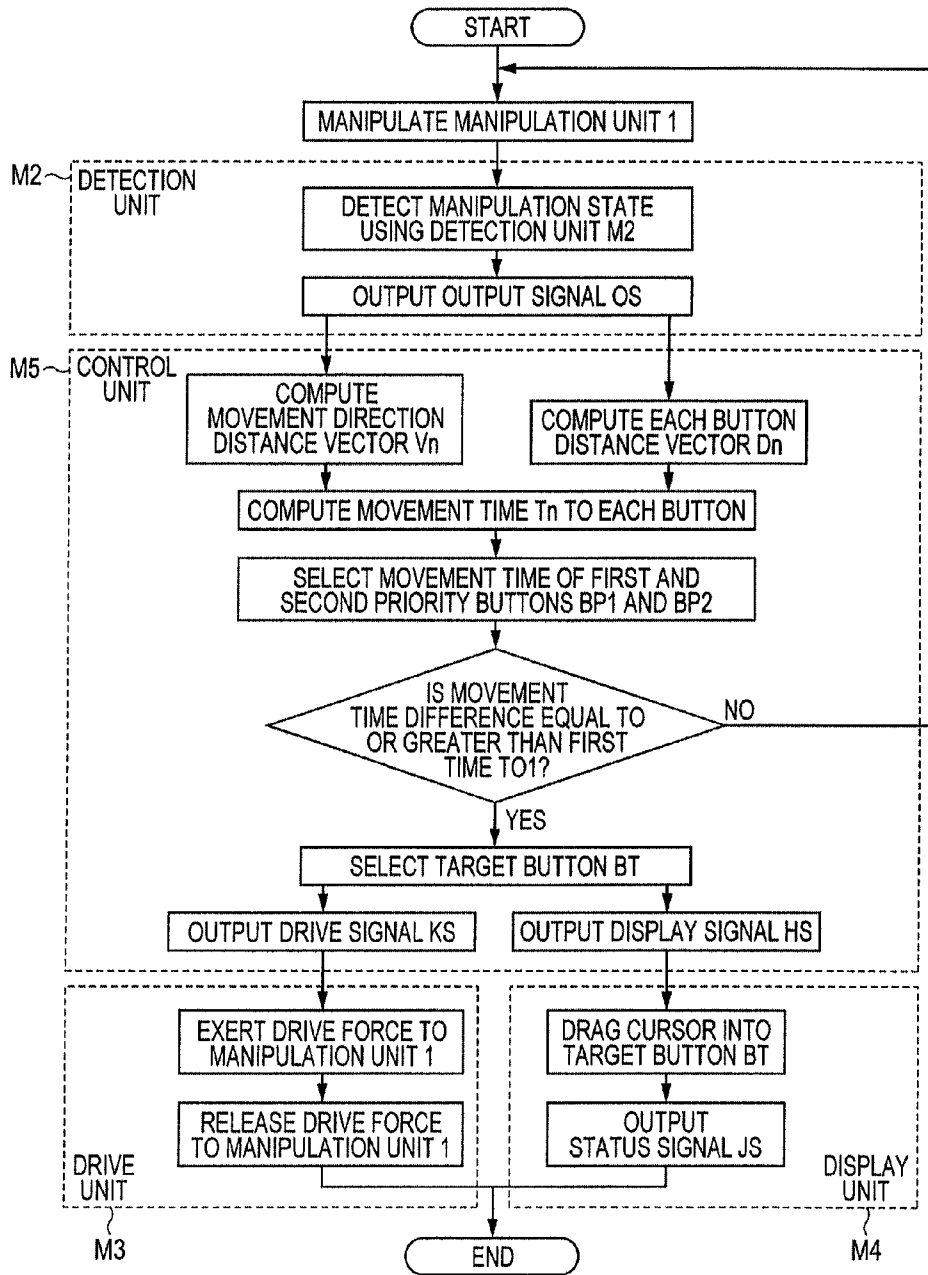 START
MANIPULATE MANIPULATION UNIT 1
M2
DETECTION
UNIT
DETECT MANIPULATION STATE
USING DETECTION UNIT M2
OUTPUT OUTPUT SIGNAL OS
M5
CONTROL
UNIT
COMPUTE
MOVEMENT DIRECTION
DISTANCE VECTOR Vn
COMPUTE EACH BUTTON
DISTANCE VECTOR Dn
COMPUTE MOVEMENT TIME Tn TO EACH BUTTON
SELECT MOVEMENT TIME OF FIRST AND
SECOND PRIORITY BUTTONS BP1 AND BP2
IS MOVEMENT
TIME DIFFERENCE EQUAL TO
OR GREATER THAN FIRST
TIME TO1?
NO
YES
SELECT TARGET BUTTON BT
OUTPUT DRIVE SIGNAL KS
OUTPUT DISPLAY SIGNAL HS
EXERT DRIVE FORCE TO
MANIPULATION UNIT 1
DRAG CURSOR INTO
TARGET BUTTON BT
RELEASE DRIVE FORCE
TO MANIPULATION UNIT 1
OUTPUT
STATUS SIGNAL JS
DRIVE
UNIT
DISPLAY
UNIT
M3
M4
END